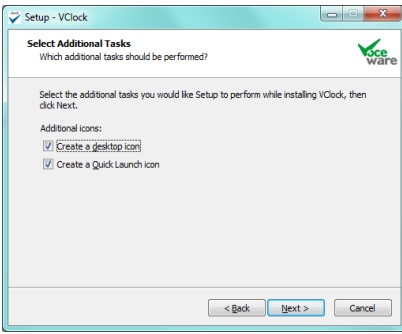 Setup - VClock
Select Additional Tasks
Which additional tasks should be performed?
Voce
ware
Select the additional tasks you would like Setup to perform while installing VClock, then
click Next.
Additional icons:
Create a desktop icon
Create a Quick Launch icon
< Back
Next >
Cancel